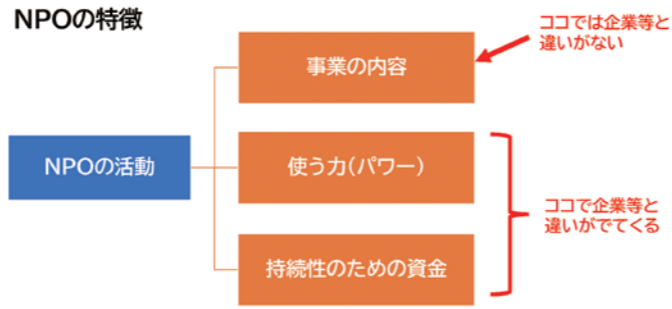 NPOの特徴
ココでは企業等と
違いがない
事業の内容
NPOの活動
使う力(パワー)
ココで企業等と
違いがでてくる
持続性のための資金